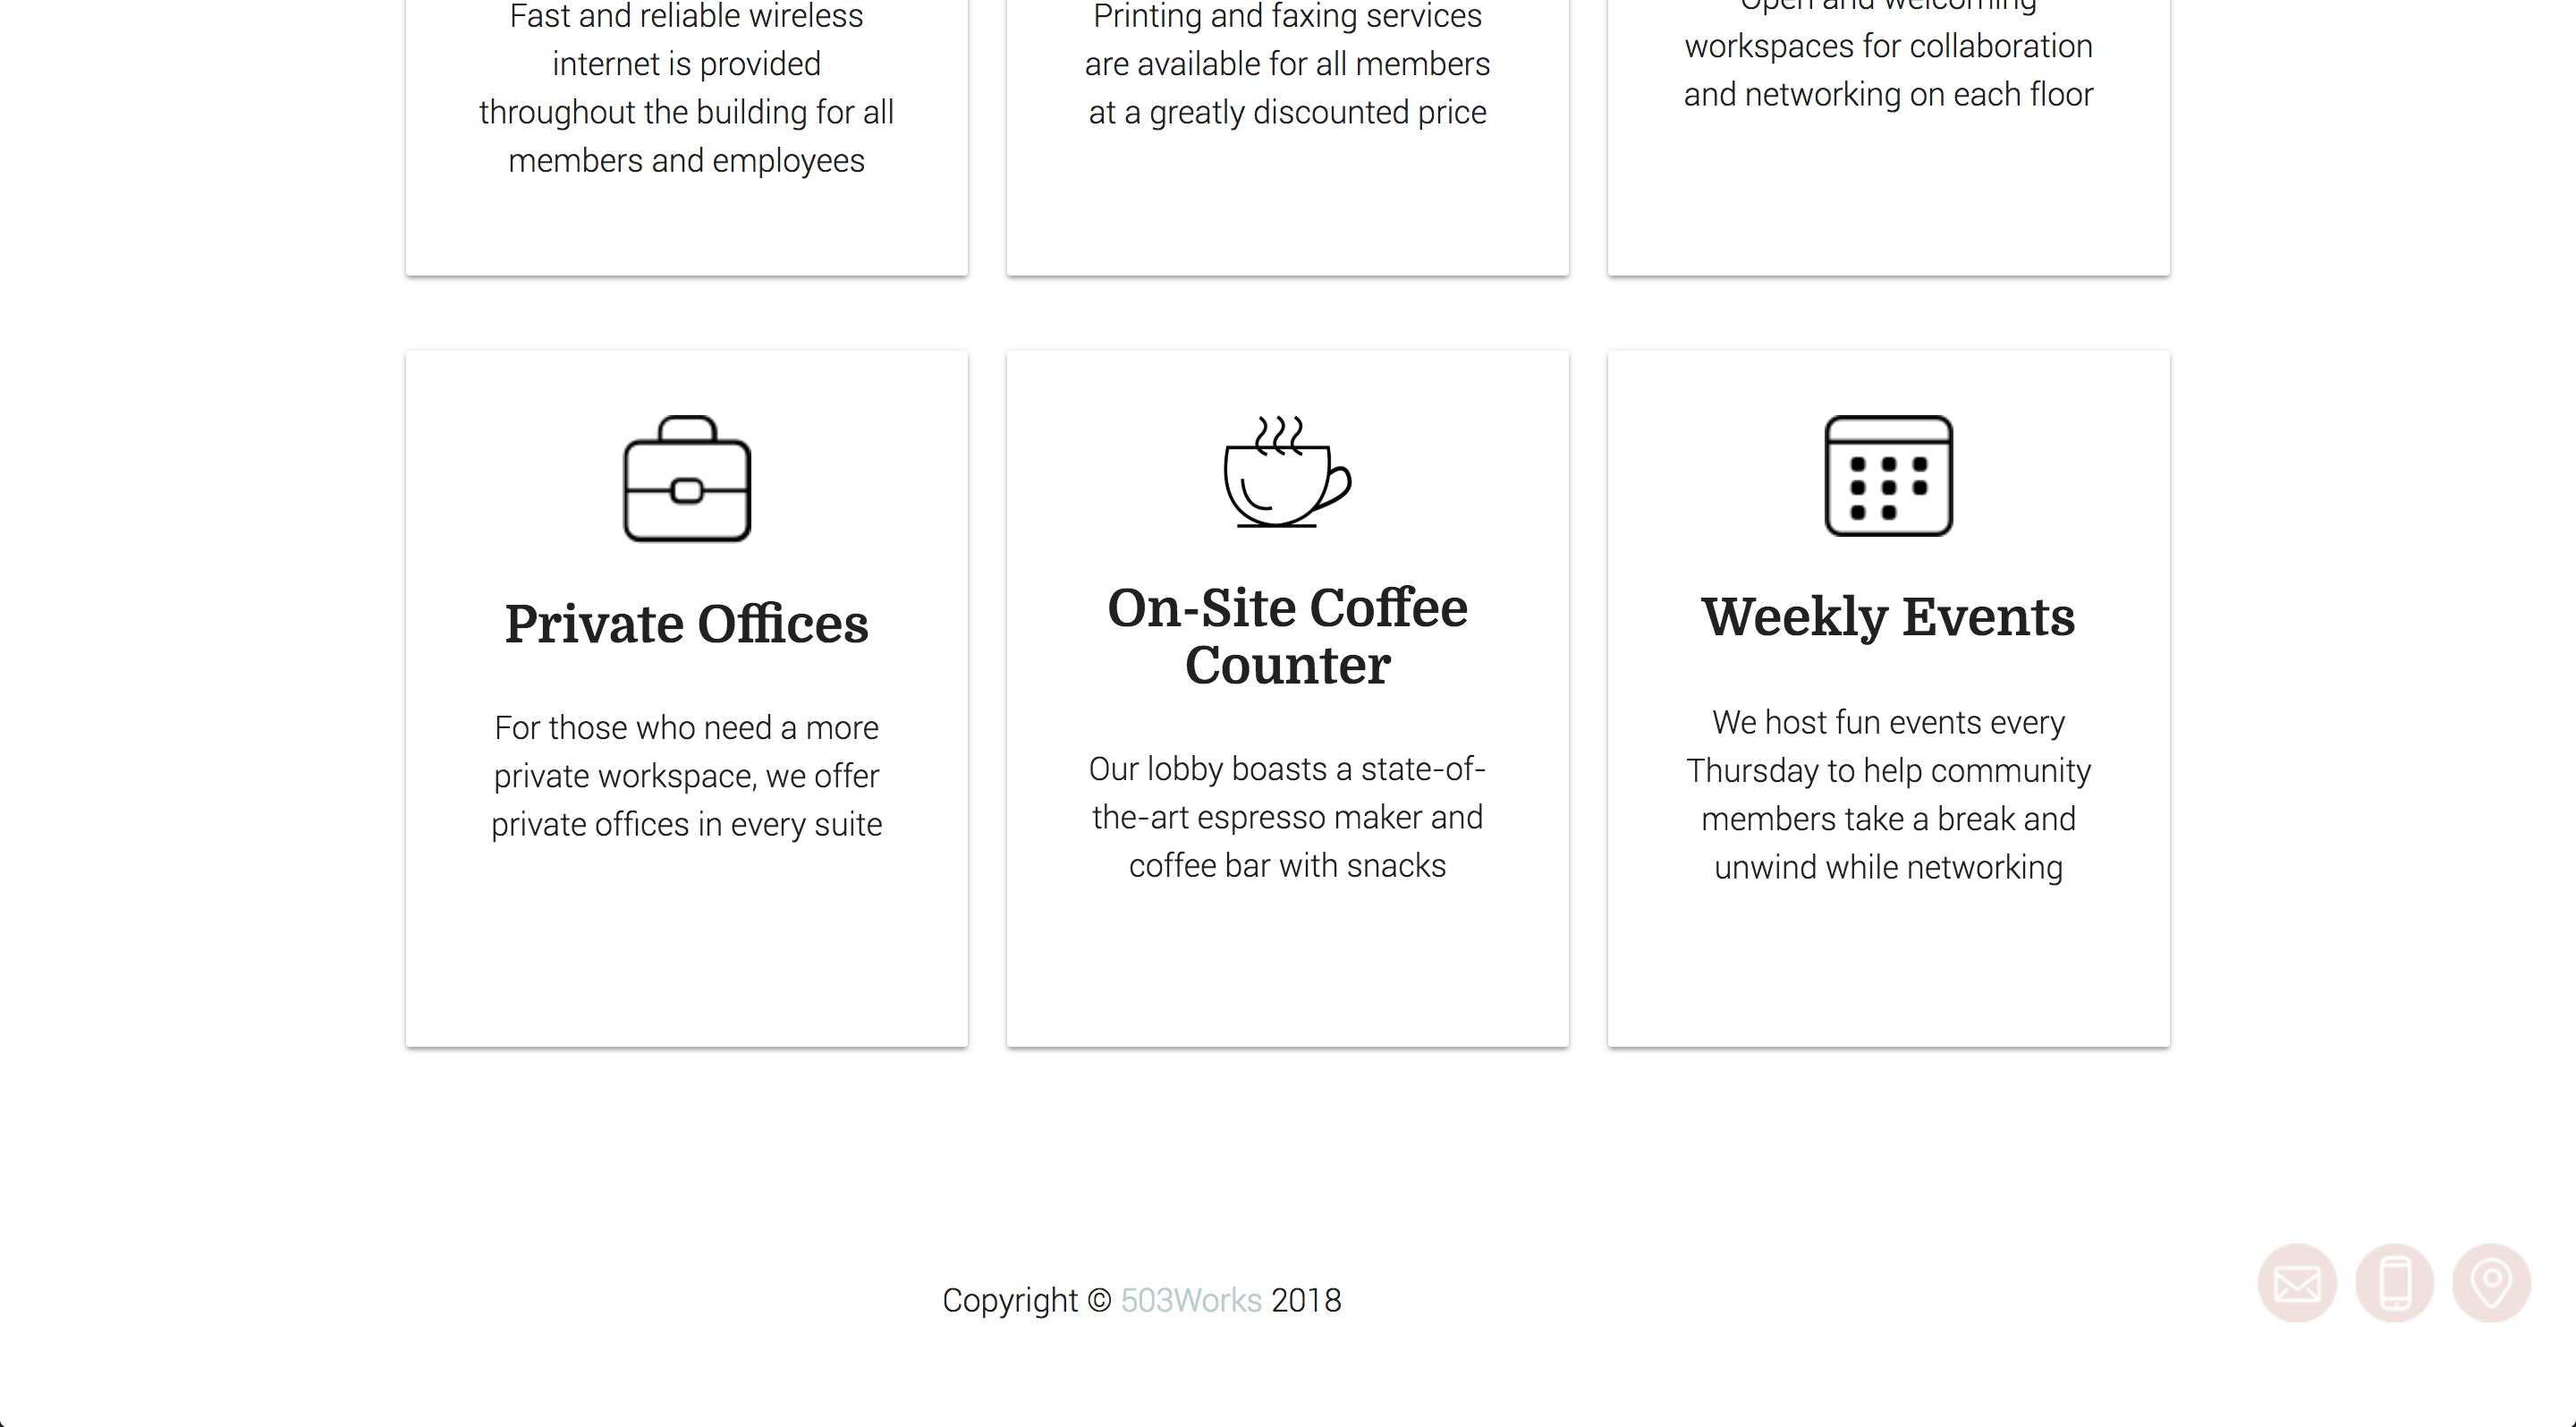 Fast and reliable wireless
internet is provided
throughout the building for all
members and employees
Printing and faxing services
are available for all members
at a greatly discounted price
Open and welcoming
workspaces for collaboration
and networking on each floor
Private Offices
For those who need a more
private workspace, we offer
private offices in every suite
On-Site Coffee
Counter
Our lobby boasts a state-of-
the-art espresso maker and
coffee bar with snacks
Weekly Events
We host fun events every
Thursday to help community
members take a break and
unwind while networking
Copyright © 503Works 2018